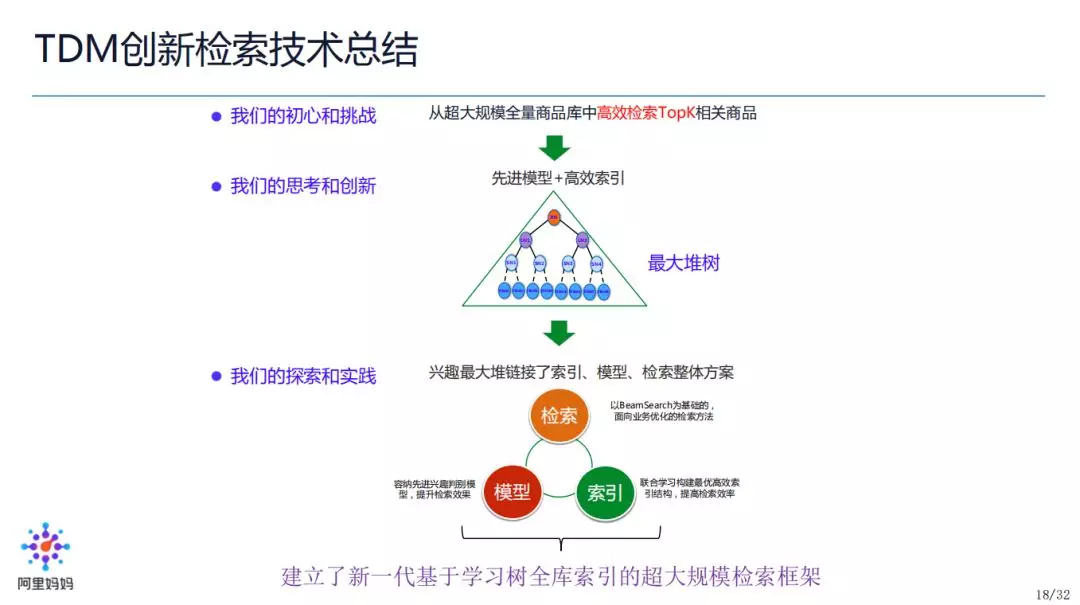 TDM创新检索技术总结
我们的初心和挑战
从超大规模全量商品库中高效检索TopK相关商品
我们的思考和创新
先进模型+高效索引
最大堆树
SN1
SN2
SN3
SN4
我们的探索和实践
兴趣最大堆链接了索引、模型、检索整体方案
检索
以BeamSearch为基础的，
面向业务优化的检索方法
容纳先进兴趣判别模
型，提升检索效果
模型
索引
联合学习构建最优高效索
引结构，提高检索效率
阿里妈妈
建立了新一代基于学习树全库索引的超大规模检索框架
18/32